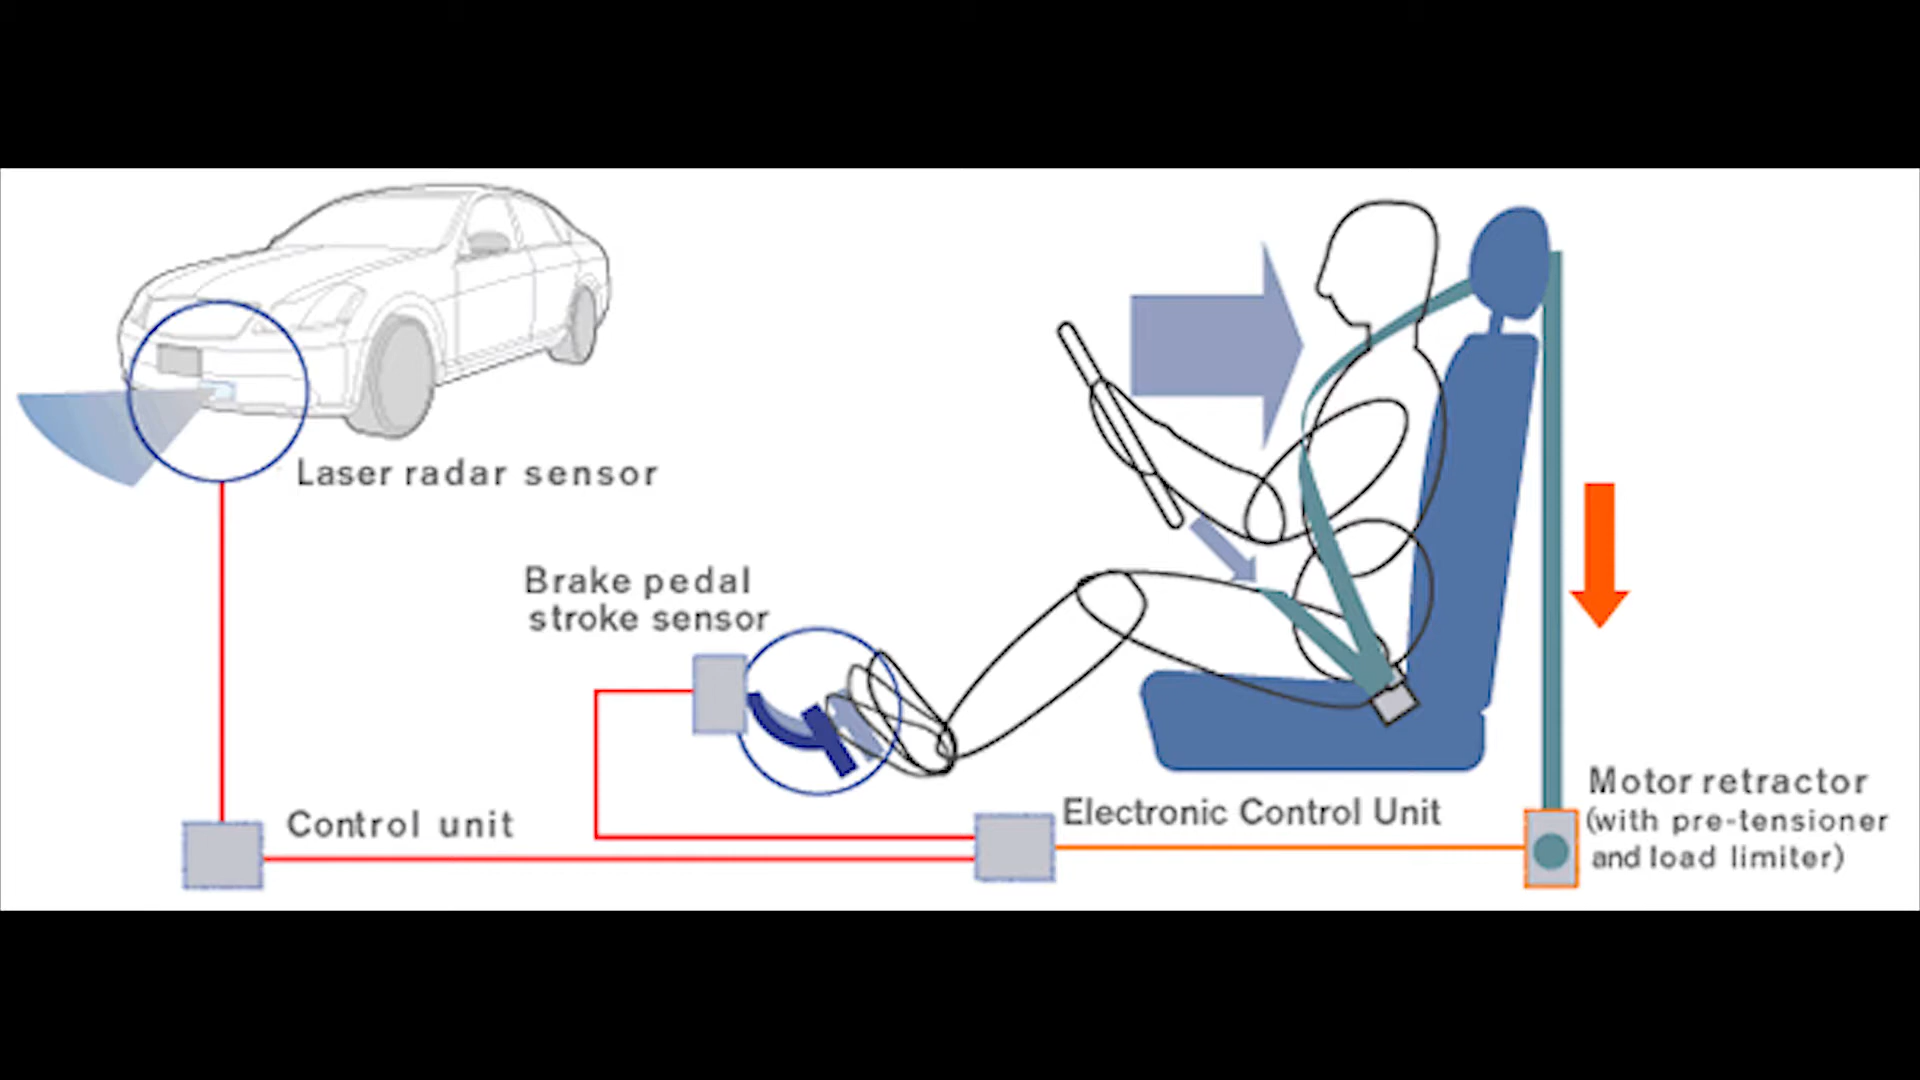 Laser radar sensor
Brake pedal
stroke sensor
Control unit
Electronic Control Unit
Motor retractor
(with pre-tensioner
and load limiter)